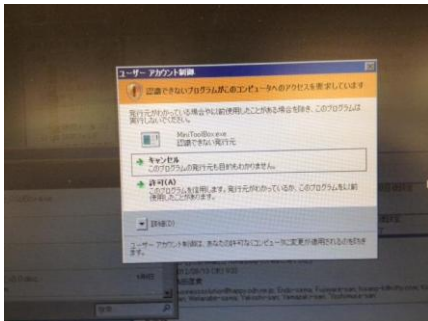 ユーザー アカウント制御
認識できないプログラムがこのコンピュータへのアクセスを要求しています
発行元がわかっている場合や以前使用したことがある場合を除き、このプログラムは
実行しないでください。
MiniToolBox.exe
認識できない発行元
キャンセル
このプログラムの発行元も目的もわかりません。
許可(A)
このプログラムを信用します。発行元がわかっているか、このプログラムを以前
使用したことがあります。
詳細(D)
ユーザー アカウント制御は、あなたの許可なくコンピュータに変更が適用されるのを防ぎ
ます。